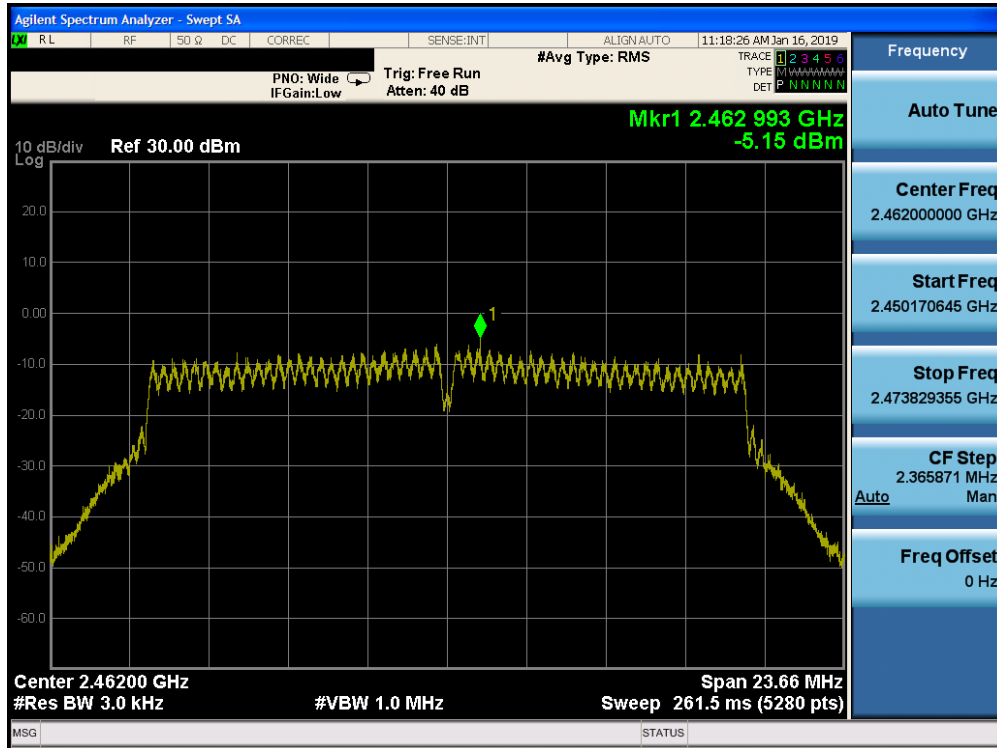 Agilent Spectrum Analyzer - Swept SA
LXI RL RF 50 Ω DC CORREC SENSE:INT ALIGN AUTO 11:18:26 AM Jan 16, 2019
#Avg Type: RMS
TRACE 1 2 3 4 5 6
PNO: Wide Trig: Free Run
TYPE M
IFGain:Low Atten: 40 dB
DET P N N N N N
Mkr1 2.462 993 GHz
-5.15 dBm
10 dB/div Ref 30.00 dBm
Log
20.0
10.0
0.00
1
-10.0
-20.0
-30.0
-40.0
-50.0
-60.0
Center 2.46200 GHz Span 23.66 MHz
#Res BW 3.0 kHz #VBW 1.0 MHz Sweep 261.5 ms (5280 pts)
MSG STATUS
Frequency
Auto Tune
Center Freq
2.462000000 GHz
Start Freq
2.450170645 GHz
Stop Freq
2.473829355 GHz
CF Step
2.365871 MHz
Auto Man
Freq Offset
0 Hz